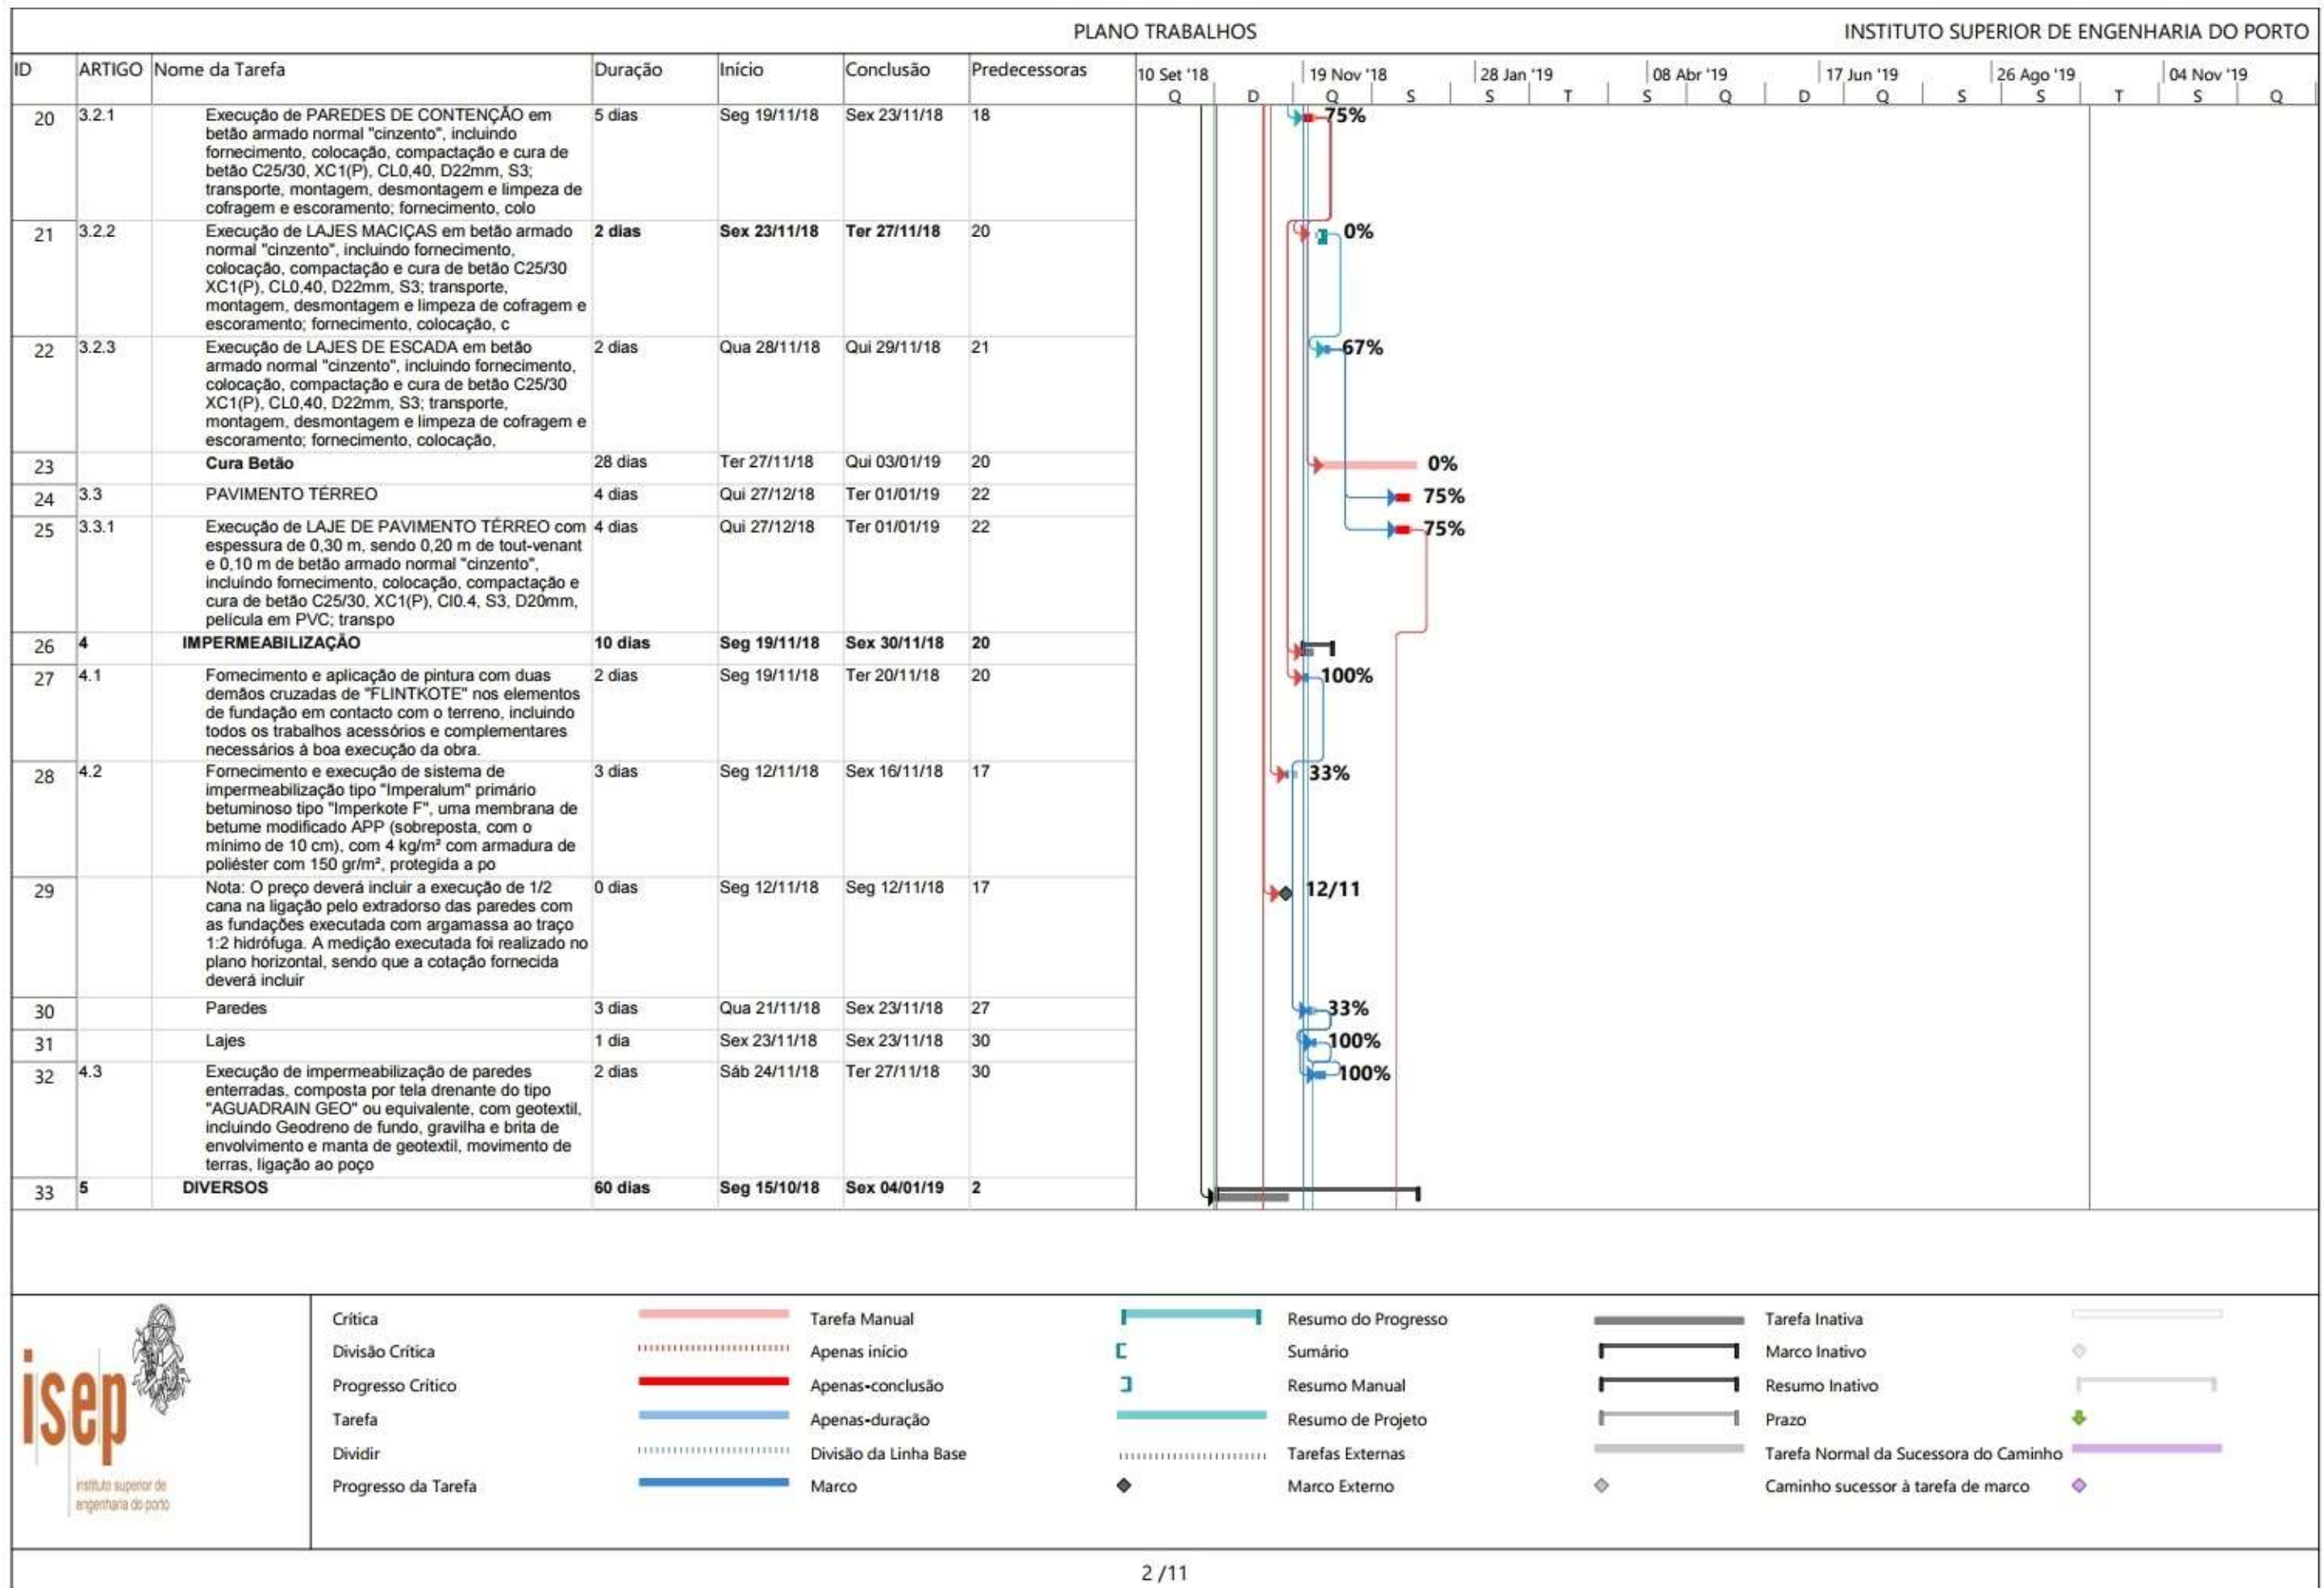 PLANO TRABALHOS
INSTITUTO SUPERIOR DE ENGENHARIA DO PORTO
ID ARTIGO Nome da Tarefa Duração Início Conclusão Predecessoras
10 Set '18 19 Nov '18 28 Jan '19 08 Abr '19 17 Jun '19 26 Ago '19 04 Nov '19
Q D Q S S T S Q D Q S S T S Q
20 3.2.1 Execução de PAREDES DE CONTENÇÃO em 5 dias Seg 19/11/18 Sex 23/11/18 18 75%
betão armado normal "cinzento", incluindo
fornecimento, colocação, compactação e cura de
betão C25/30, XC1(P), CL0,40, D22mm, S3;
transporte, montagem, desmontagem e limpeza de
cofragem e escoramento; fornecimento, colo
21 3.2.2 Execução de LAJES MACIÇAS em betão armado 2 dias Sex 23/11/18 Ter 27/11/18 20 0%
normal "cinzento", incluindo fornecimento,
colocação, compactação e cura de betão C25/30
XC1(P), CL0,40, D22mm, S3; transporte,
montagem, desmontagem e limpeza de cofragem e
escoramento; fornecimento, colocação, c
22 3.2.3 Execução de LAJES DE ESCADA em betão 2 dias Qua 28/11/18 Qui 29/11/18 21 67%
armado normal "cinzento", incluindo fornecimento,
colocação, compactação e cura de betão C25/30
XC1(P), CL0,40, D22mm, S3; transporte,
montagem, desmontagem e limpeza de cofragem e
escoramento; fornecimento, colocação,
23 Cura Betão 28 dias Ter 27/11/18 Qui 03/01/19 20 0%
24 3.3 PAVIMENTO TÉRREO 4 dias Qui 27/12/18 Ter 01/01/19 22 75%
25 3.3.1 Execução de LAJE DE PAVIMENTO TÉRREO com 4 dias Qui 27/12/18 Ter 01/01/19 22 75%
espessura de 0,30 m, sendo 0,20 m de tout-venant
e 0,10 m de betão armado normal "cinzento",
incluíndo fornecimento, colocação, compactação e
cura de betão C25/30, XC1(P), Cl0.4, S3, D20mm,
película em PVC; transpo
26 4 IMPERMEABILIZAÇÃO 10 dias Seg 19/11/18 Sex 30/11/18 20
27 4.1 Fornecimento e aplicação de pintura com duas 2 dias Seg 19/11/18 Ter 20/11/18 20 100%
demãos cruzadas de "FLINTKOTE" nos elementos
de fundação em contacto com o terreno, incluindo
todos os trabalhos acessórios e complementares
necessários à boa execução da obra.
28 4.2 Fornecimento e execução de sistema de 3 dias Seg 12/11/18 Sex 16/11/18 17 33%
impermeabilização tipo "Imperalum" primário
betuminoso tipo "Imperkote F", uma membrana de
betume modificado APP (sobreposta, com o
mínimo de 10 cm), com 4 kg/m² com armadura de
poliéster com 150 gr/m², protegida a po
29 Nota: O preço deverá incluir a execução de 1/2 0 dias Seg 12/11/18 Seg 12/11/18 17 12/11
cana na ligação pelo extradorso das paredes com
as fundações executada com argamassa ao traço
1:2 hidrófuga. A medição executada foi realizado no
plano horizontal, sendo que a cotação fornecida
deverá incluir
30 Paredes 3 dias Qua 21/11/18 Sex 23/11/18 27 33%
31 Lajes 1 dia Sex 23/11/18 Sex 23/11/18 30 100%
32 4.3 Execução de impermeabilização de paredes 2 dias Sáb 24/11/18 Ter 27/11/18 30 100%
enterradas, composta por tela drenante do tipo
"AGUADRAIN GEO" ou equivalente, com geotextil,
incluindo Geodreno de fundo, gravilha e brita de
envolvimento e manta de geotextil, movimento de
terras, ligação ao poço
33 5 DIVERSOS 60 dias Seg 15/10/18 Sex 04/01/19 2
isep
instituto superior de
engenharia do porto
Crítica Tarefa Manual Resumo do Progresso Tarefa Inativa
Divisão Crítica Apenas início Sumário Marco Inativo
Progresso Crítico Apenas-conclusão Resumo Manual Resumo Inativo
Tarefa Apenas-duração Resumo de Projeto Prazo
Dividir Divisão da Linha Base Tarefas Externas Tarefa Normal da Sucessora do Caminho
Progresso da Tarefa Marco Marco Externo Caminho sucessor à tarefa de marco
2 /11